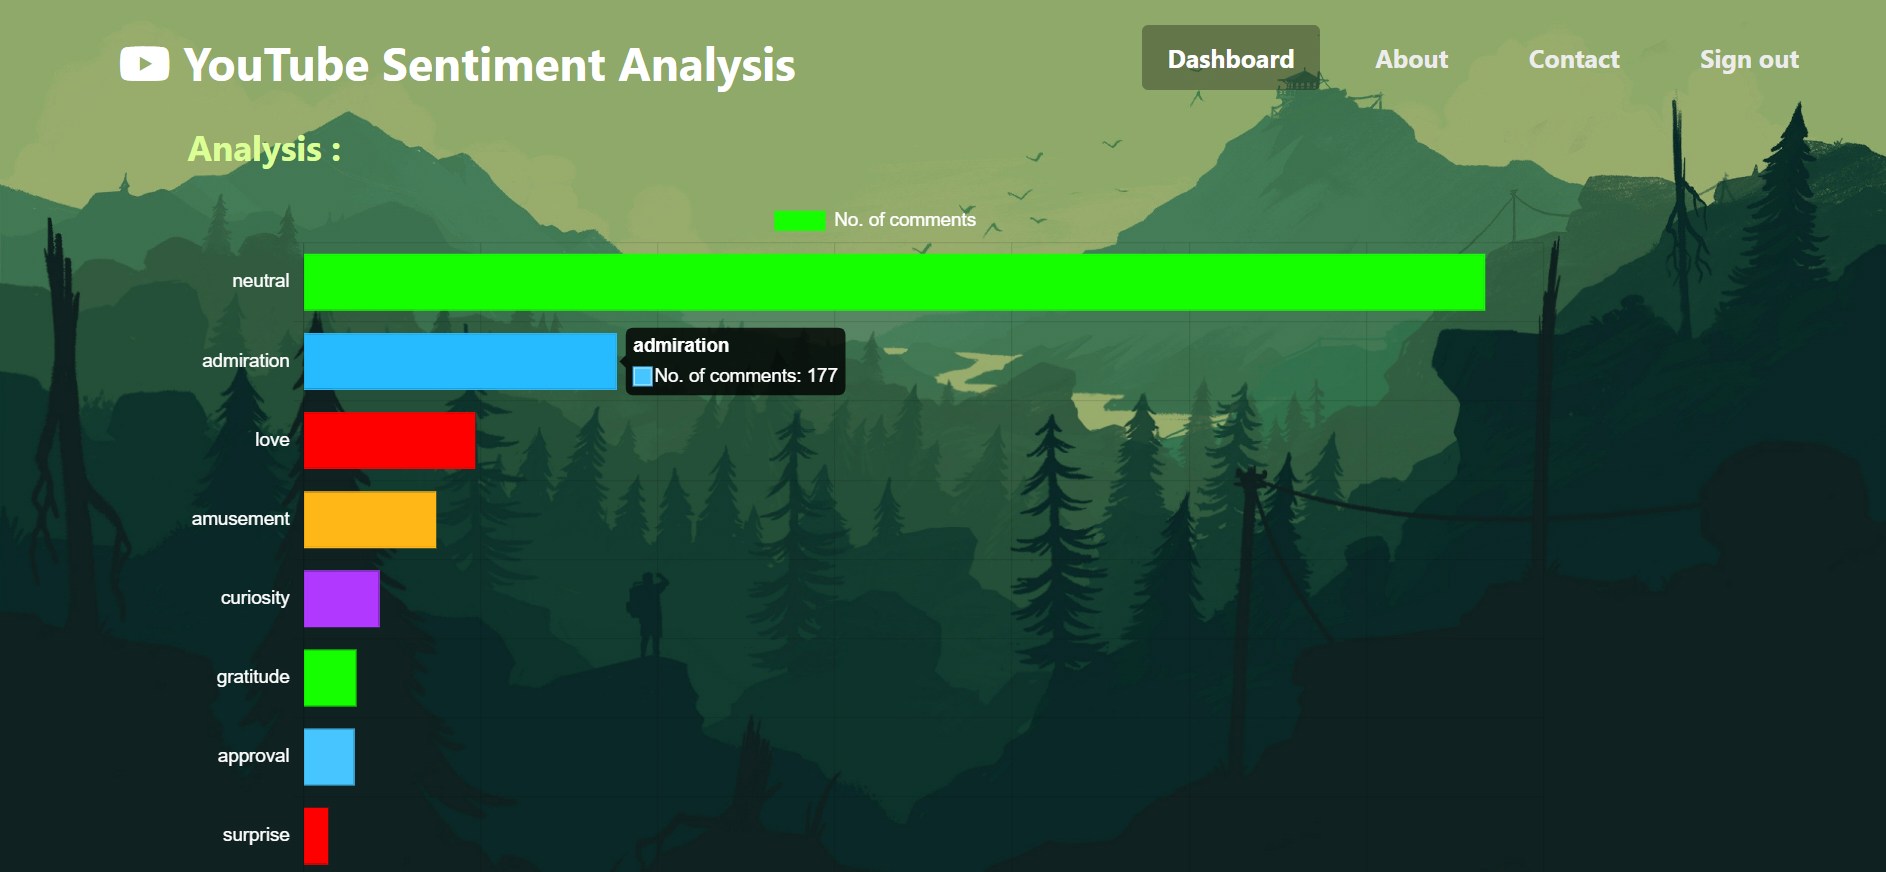 YouTube Sentiment Analysis
Dashboard
About
Contact
Sign out
Analysis :
No. of comments
neutral
admiration
admiration
No. of comments: 177
love
amusement
curiosity
gratitude
approval
surprise